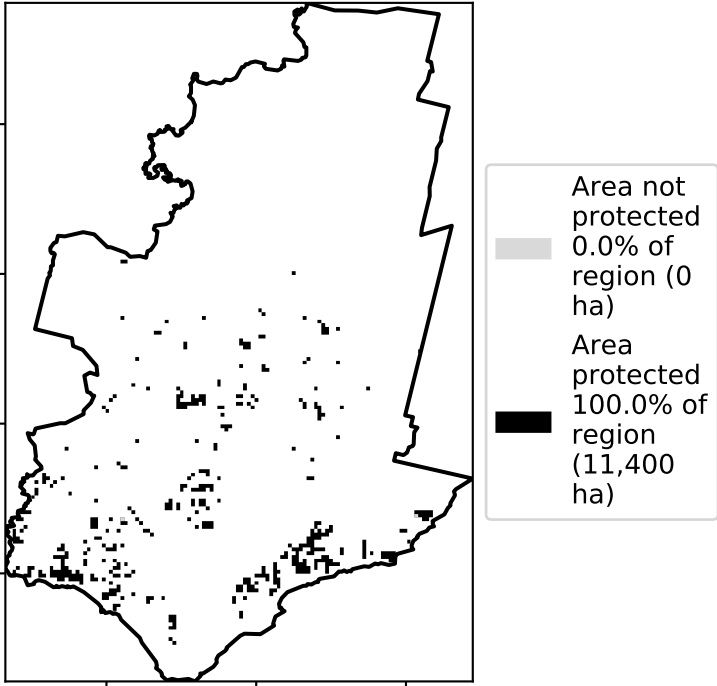 Area not
protected
0.0% of
region (0
ha)
Area
protected
100.0% of
region
(11,400
ha)